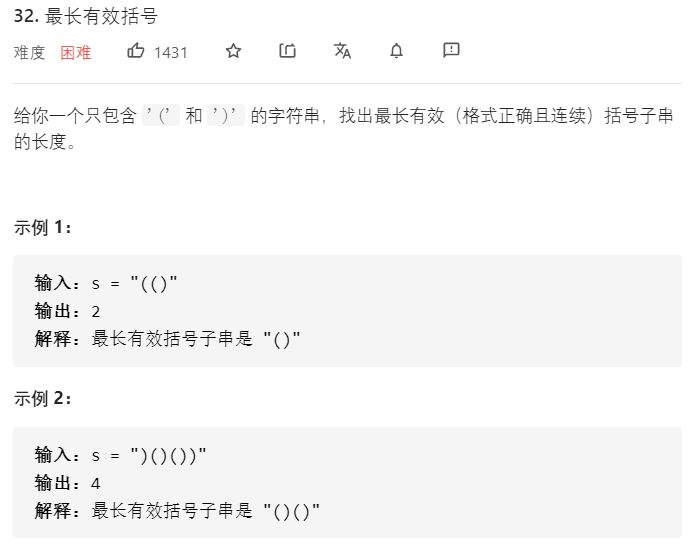 32. 最长有效括号
难度 困难 1431
给你一个只包含 '(' 和 ')' 的字符串，找出最长有效（格式正确且连续）括号子串
的长度。
示例 1：
输入：s = "(()"
输出：2
解释：最长有效括号子串是 "()"
示例 2：
输入：s = ")()())"
输出：4
解释：最长有效括号子串是 "()()"